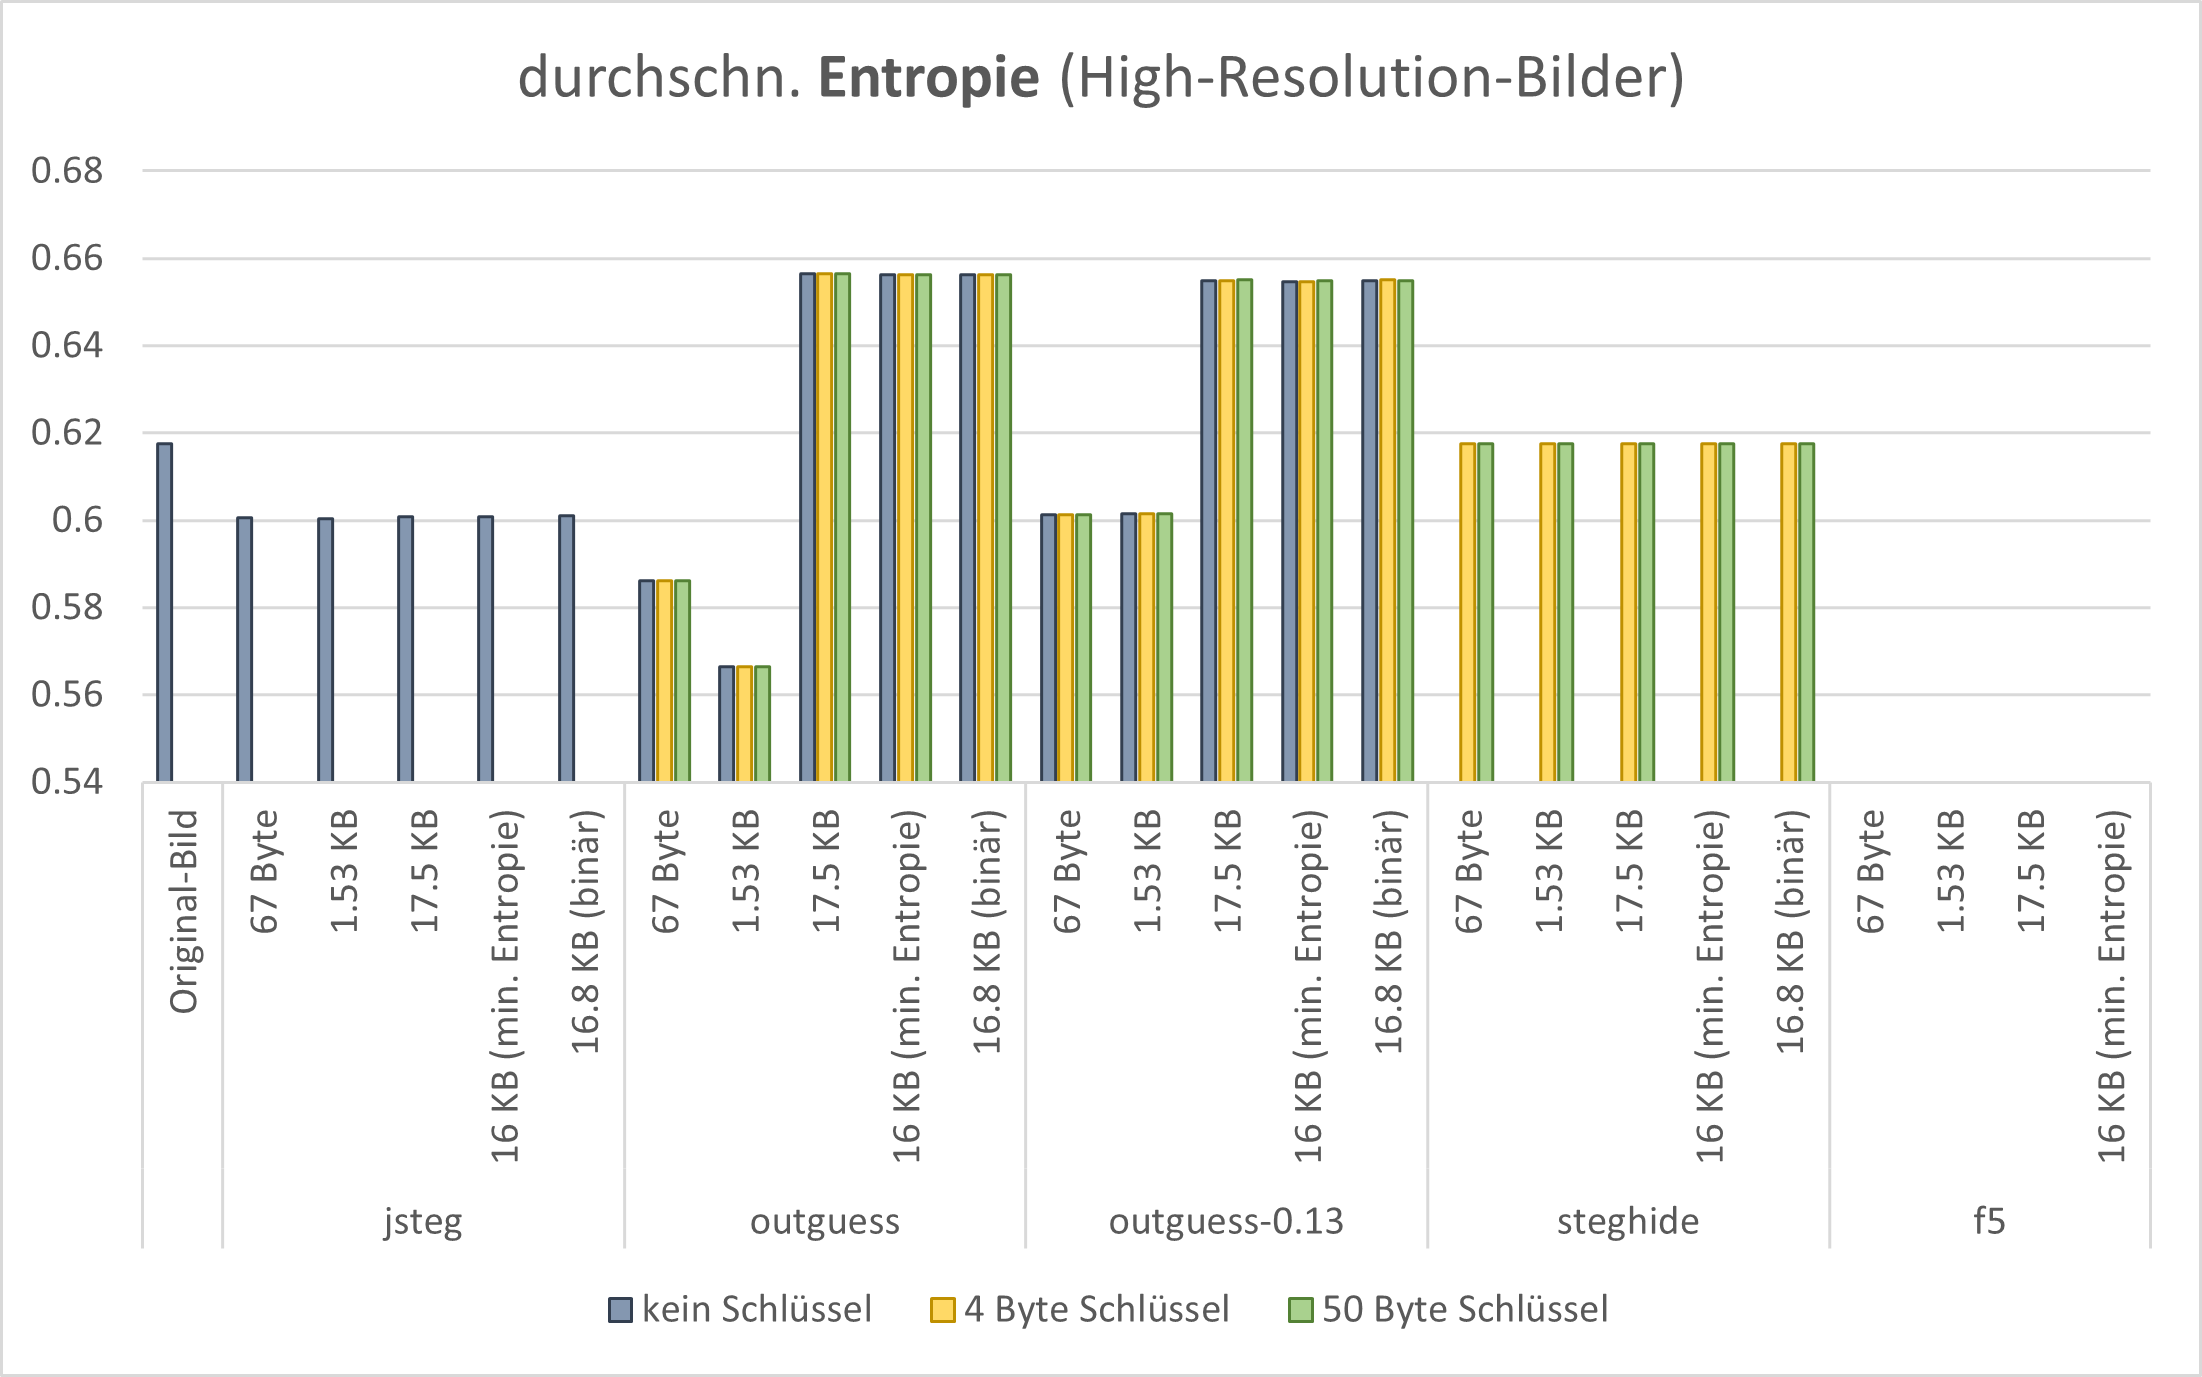 durchschn. Entropie (High-Resolution-Bilder)
0.68
0.66
0.64
0.62
0.6
0.58
0.56
0.54
Original-Bild
67 Byte
1.53 KB
17.5 KB
16 KB (min. Entropie)
16.8 KB (binär)
67 Byte
1.53 KB
17.5 KB
16 KB (min. Entropie)
16.8 KB (binär)
67 Byte
1.53 KB
17.5 KB
16 KB (min. Entropie)
16.8 KB (binär)
67 Byte
1.53 KB
17.5 KB
16 KB (min. Entropie)
16.8 KB (binär)
67 Byte
1.53 KB
17.5 KB
16 KB (min. Entropie)
jsteg
outguess
outguess-0.13
steghide
f5
kein Schlüssel
4 Byte Schlüssel
50 Byte Schlüssel